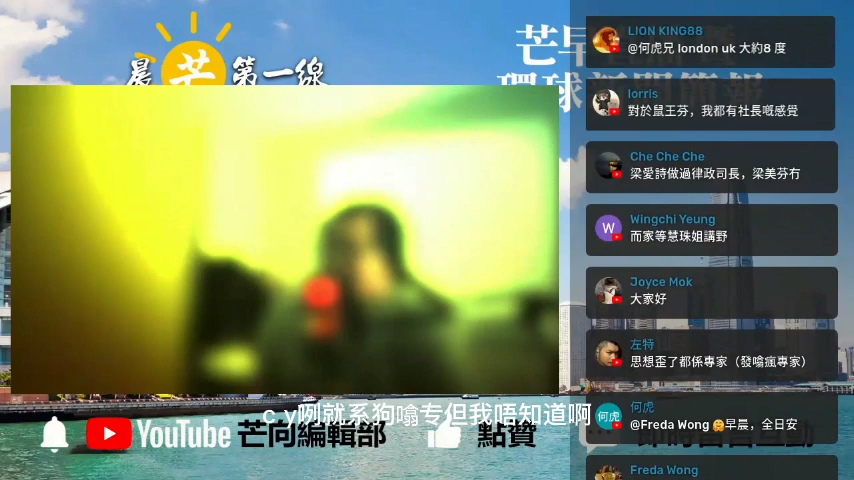 晨芒第一線
LION KING88
@何虎兄 london uk 大約8 度
lorris
對於鼠王芬，我都有社長嘅感覺
Che Che Che
梁愛詩做過律政司長，梁美芬冇
W
Wingchi Yeung
而家等慧珠姐講野
Joyce Mok
大家好
左特
思想歪了都係專家（發噏瘋專家）
何虎
何虎
@Freda Wong 🤗早晨，全日安
Freda Wong
c y咧就系狗噏专但我唔知道啊
YouTube 芒向編輯部
點贊